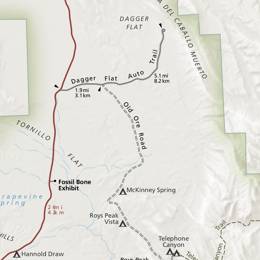 DAGGER
FLAT
A DEL CABALLO MUERTO
Dagger Flat Auto Trail
5.1 mi
8.2 km
1.9 mi
3.1 km
Old Ore Road
TORNILLO
FLAT
Fossil Bone
Exhibit
McKinney Spring
rapevine
pring
Roys Peak
Vista
Telephone
Canyon
Hannold Draw
Trail